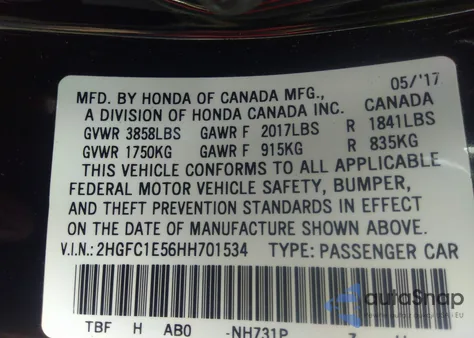 MFD. BY HONDA OF CANADA MFG., 05/'17
A DIVISION OF HONDA CANADA INC. CANADA
GVWR 3858LBS GAWR F 2017LBS R 1841LBS
GVWR 1750KG GAWR F 915KG R 835KG
THIS VEHICLE CONFORMS TO ALL APPLICABLE
FEDERAL MOTOR VEHICLE SAFETY, BUMPER,
AND THEFT PREVENTION STANDARDS IN EFFECT
ON THE DATE OF MANUFACTURE SHOWN ABOVE.
V.I.N.: 2HGFC1E56HH701534 TYPE: PASSENGER CAR
autoSnap
TBF H AB0 -NH731P